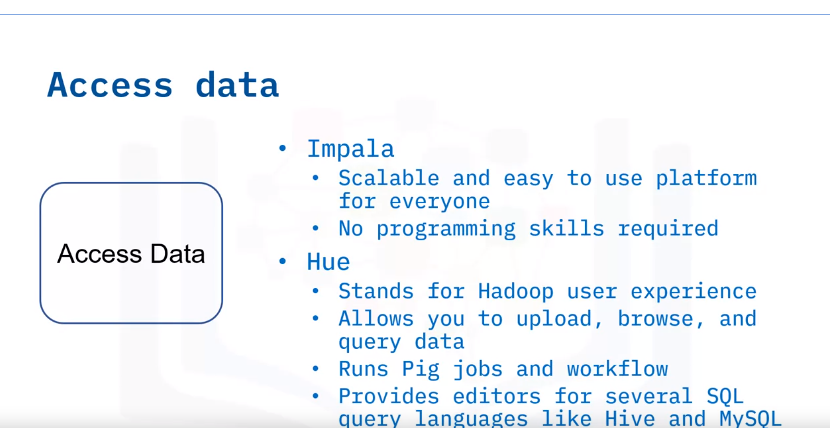 Access data
Access Data
• Impala
• Scalable and easy to use platform
for everyone
• No programming skills required
• Hue
• Stands for Hadoop user experience
• Allows you to upload, browse, and
query data
• Runs Pig jobs and workflow
• Provides editors for several SQL
query languages like Hive and MySQL